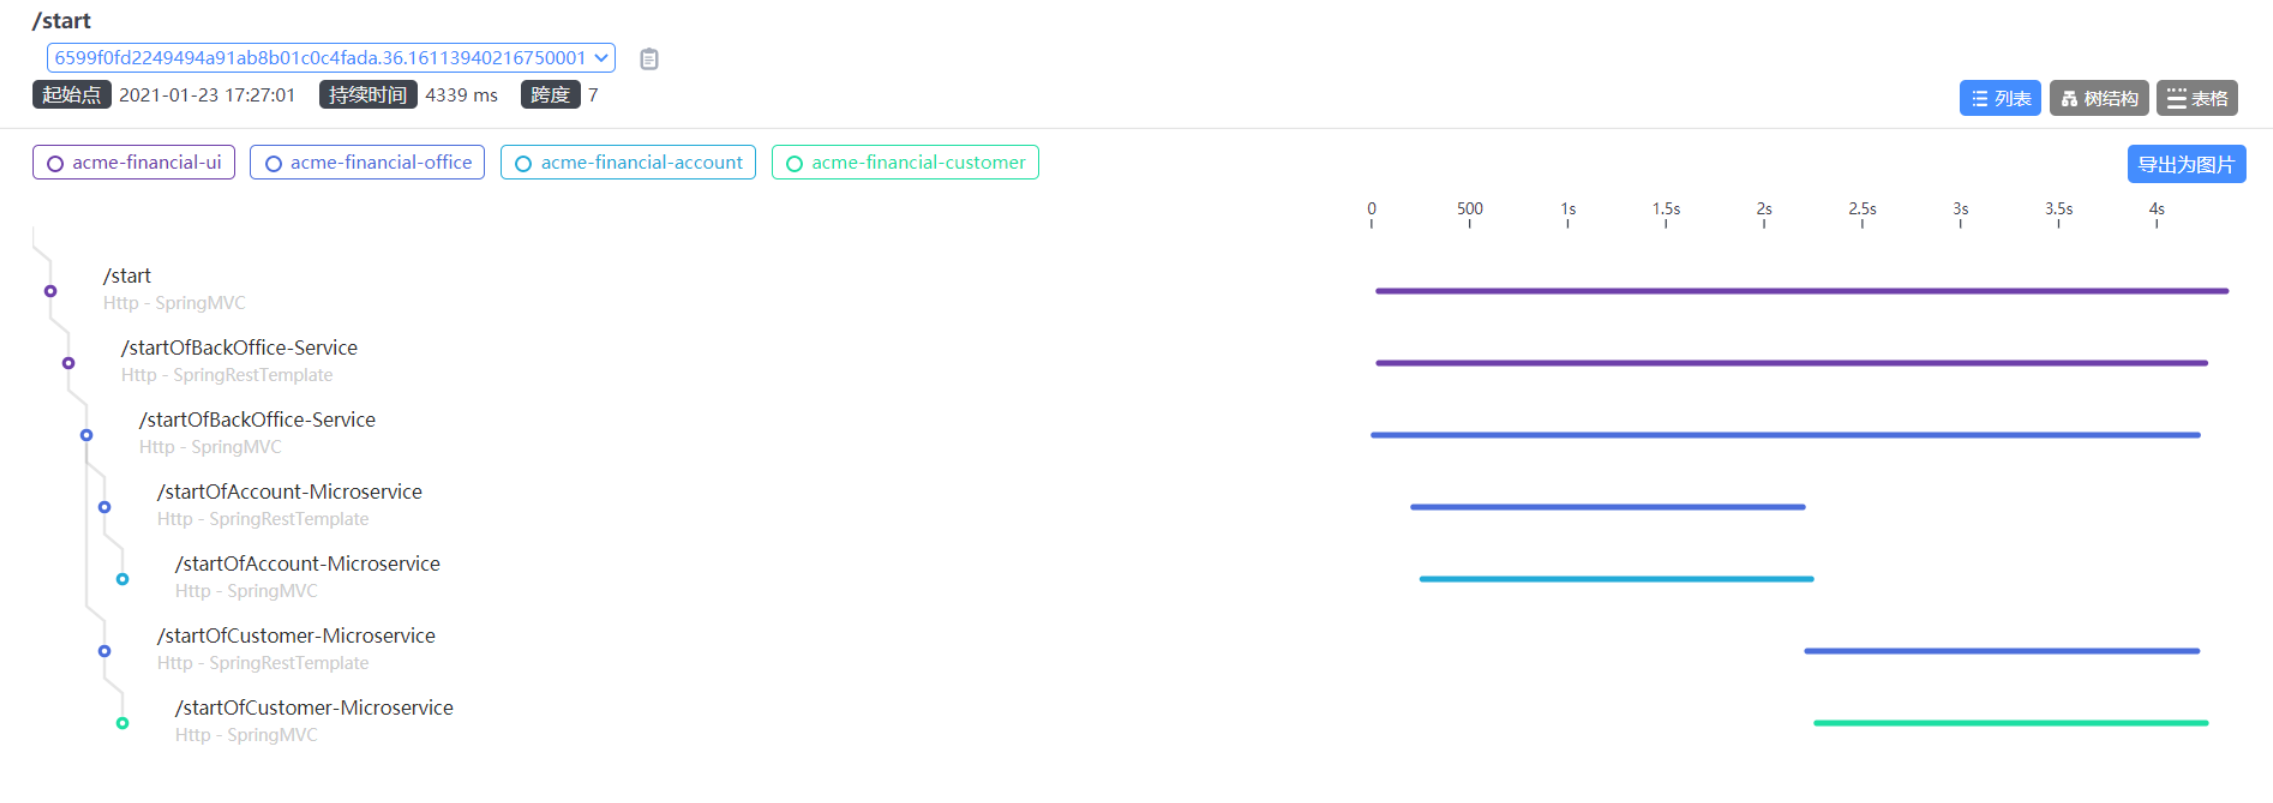 /start
6599f0fd2249494a91ab8b01c0c4fada.36.16113940216750001
起始点 2021-01-23 17:27:01 持续时间 4339 ms 跨度 7
列表 树结构 表格
acme-financial-ui acme-financial-office acme-financial-account acme-financial-customer
导出为图片
0 500 1s 1.5s 2s 2.5s 3s 3.5s 4s
/start
Http - SpringMVC
/startOfBackOffice-Service
Http - SpringRestTemplate
/startOfBackOffice-Service
Http - SpringMVC
/startOfAccount-Microservice
Http - SpringRestTemplate
/startOfAccount-Microservice
Http - SpringMVC
/startOfCustomer-Microservice
Http - SpringRestTemplate
/startOfCustomer-Microservice
Http - SpringMVC